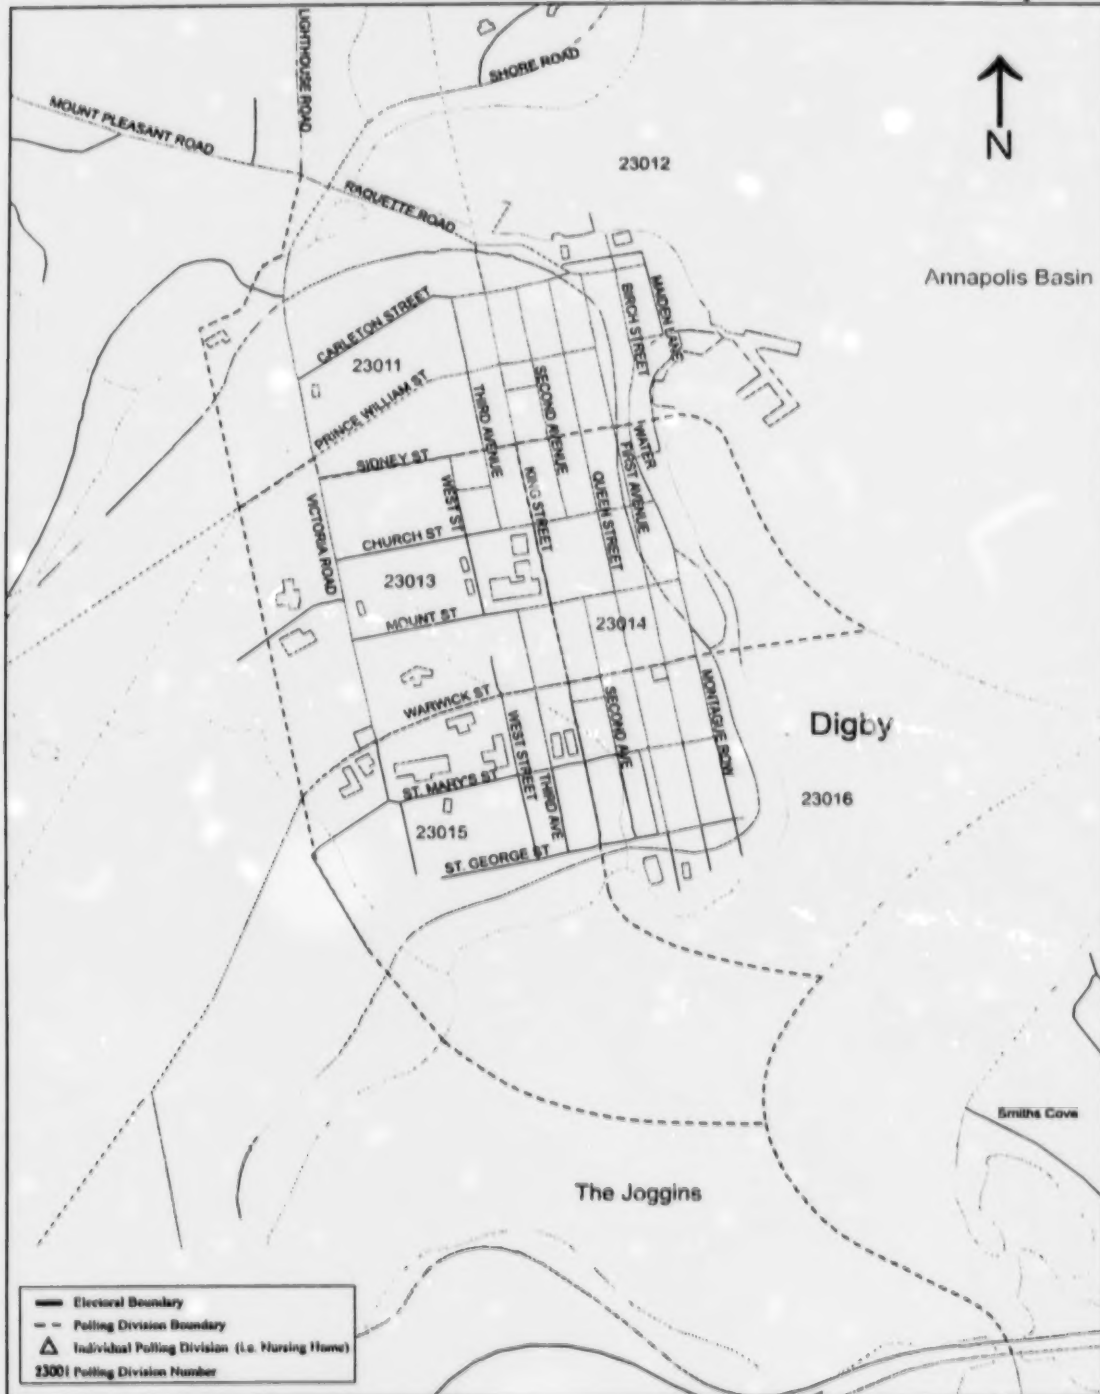 LIGHTHOUSE ROAD
SHORE ROAD
MOUNT PLEASANT ROAD
N
23012
RAQUETTE ROAD
Annapolis Basin
MAIDEN LANE
BIRCH STREET
CARLETON STREET
23011
SECOND AVENUE
PRINCE WILLIAM ST
THIRD AVENUE
WATER
FIRST AVENUE
SIDNEY ST
KING STREET
QUEEN STREET
WEST ST
VICTORIA ROAD
CHURCH ST
23013
MOUNT ST
23014
WARWICK ST
MONTAGUE ROW
SECOND AVE
Digby
WEST STREET
ST. MARY'S ST
THIRD AVE
23016
23015
ST. GEORGE ST
Smiths Cove
The Joggins
Electoral Boundary
Polling Division Boundary
Individual Polling Division (i.e. Nursing Home)
23001 Polling Division Number